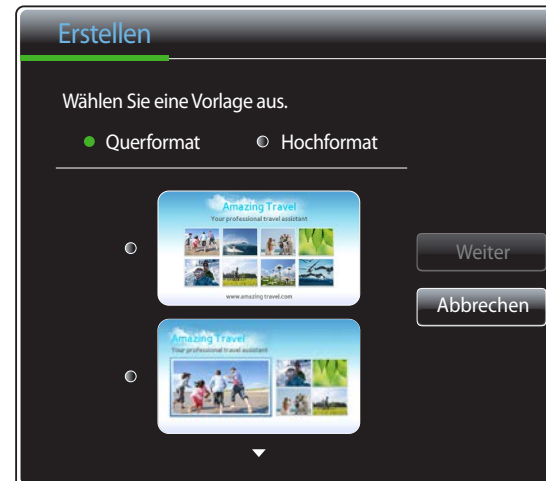 Erstellen
Wählen Sie eine Vorlage aus.
Querformat Hochformat
Amazing Travel
Your professional travel assistant
www.amazing travel.com
Weiter
Abbrechen
Amazing Travel
Your professional travel assistant